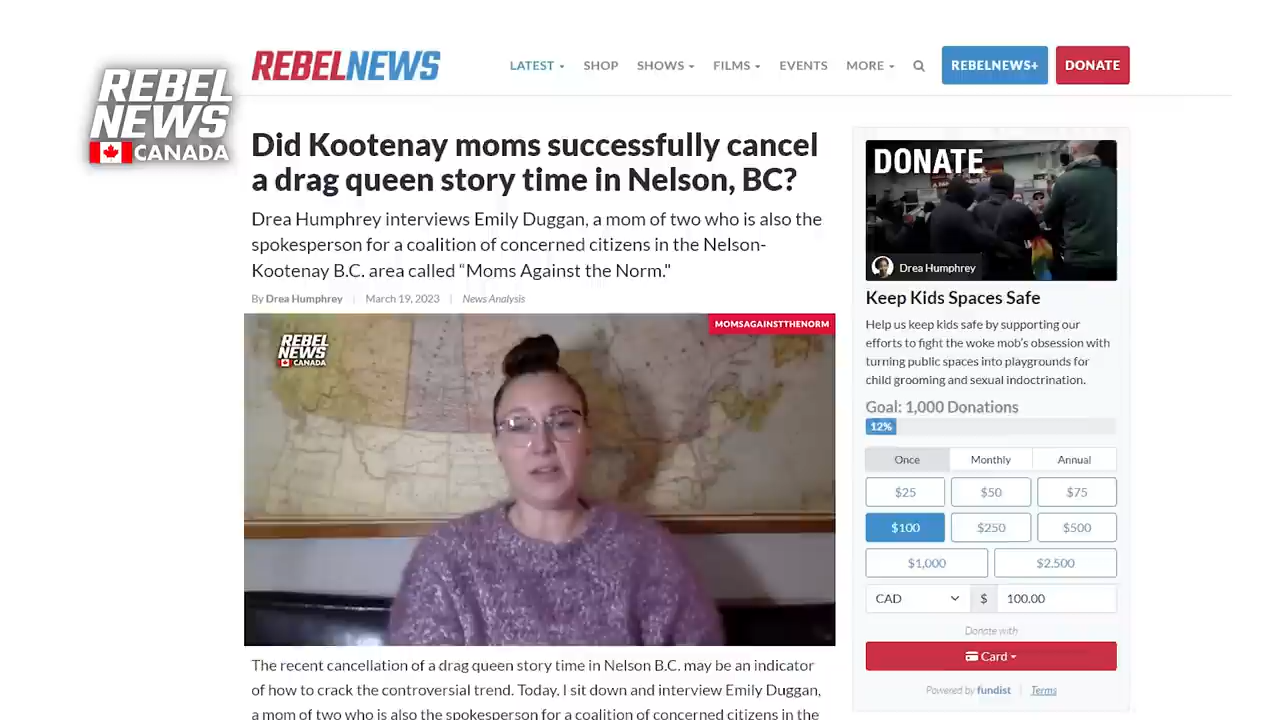 REBEL
NEWS
CANADA
REBELNEWS
LATEST SHOP SHOWS FILMS EVENTS MORE REBELNEWS+ DONATE
Did Kootenay moms successfully cancel
a drag queen story time in Nelson, BC?
Drea Humphrey interviews Emily Duggan, a mom of two who is also the
spokesperson for a coalition of concerned citizens in the Nelson-
Kootenay B.C. area called “Moms Against the Norm."
By Drea Humphrey | March 19, 2023 | News Analysis
MOMSAGAINSTTHENORM
REBEL
NEWS
CANADA
The recent cancellation of a drag queen story time in Nelson B.C. may be an indicator
of how to crack the controversial trend. Today, I sit down and interview Emily Duggan,
a mom of two who is also the spokesperson for a coalition of concerned citizens in the
DONATE
Drea Humphrey
Keep Kids Spaces Safe
Help us keep kids safe by supporting our
efforts to fight the woke mob’s obsession with
turning public spaces into playgrounds for
child grooming and sexual indoctrination.
Goal: 1,000 Donations
12%
Once Monthly Annual
$25 $50 $75
$100 $250 $500
$1,000 $2,500
CAD $ 100.00
Donate with
Card
Powered by fundist | Terms